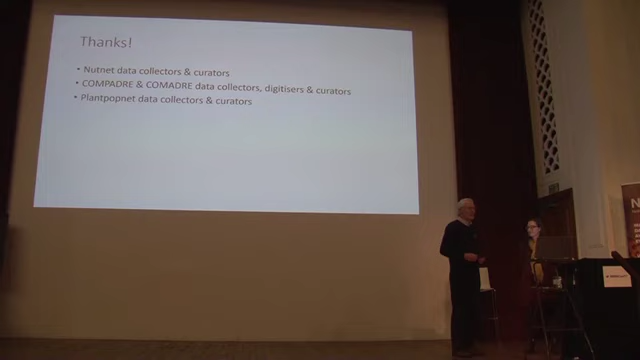 Thanks!
• Nutnet data collectors & curators
• COMPADRE & COMADRE data collectors, digitisers & curators
• Plantpopnet data collectors & curators